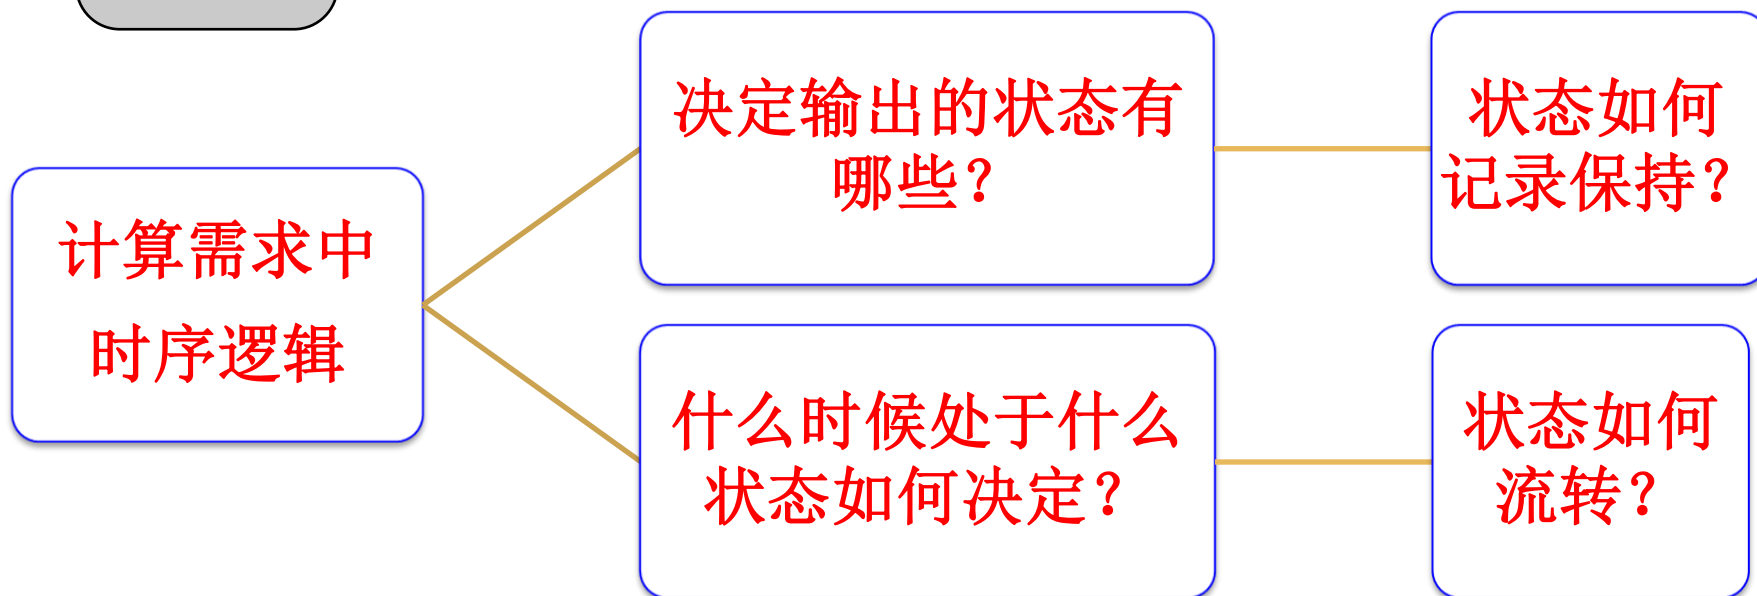 计算需求中
时序逻辑
决定输出的状态有
哪些？
状态如何
记录保持？
什么时候处于什么
状态如何决定？
状态如何
流转？